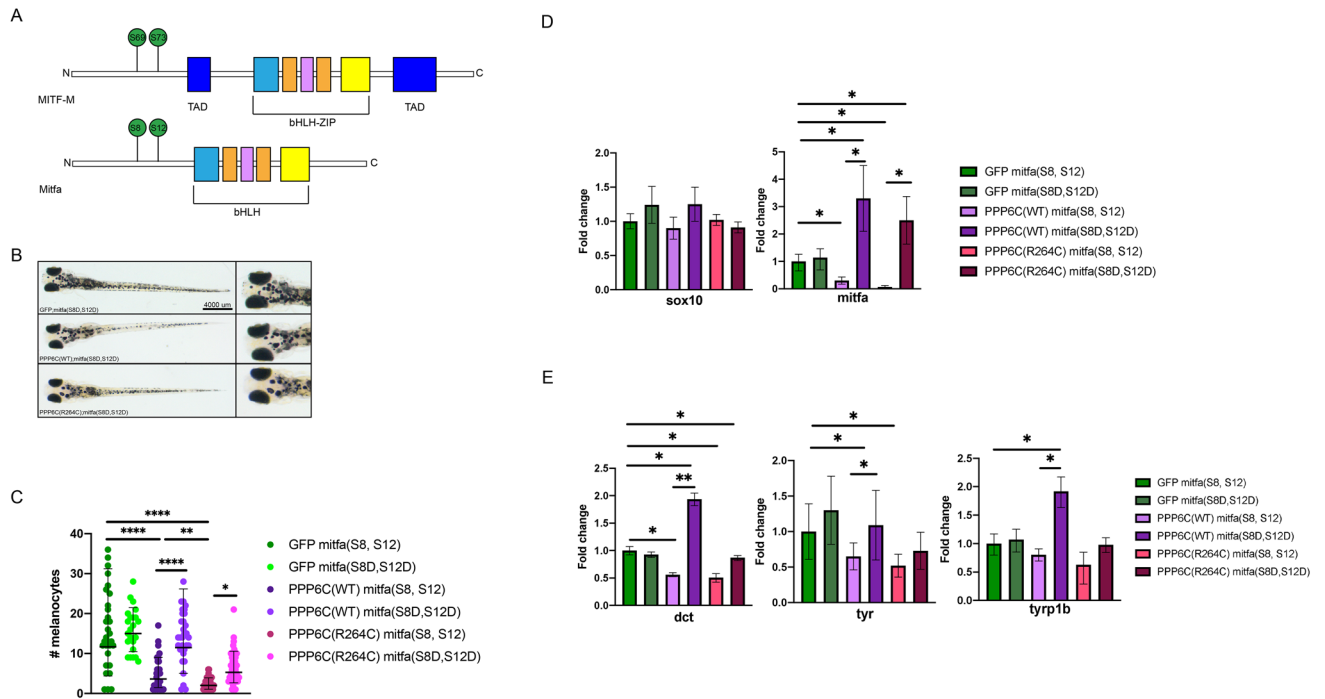 A
S69 S73
N C
MITF-M
TAD
TAD
bHLH-ZIP
S8 S12
N C
Mitfa
bHLH
B
4000 um
GFP;mitfa(S8D,S12D)
PPP6C(WT);mitfa(S8D,S12D)
PPP6C(R264C);mitfa(S8D,S12D)
C
# melanocytes
40
30
20
10
0
****
**** **
****
*
GFP mitfa(S8, S12)
GFP mitfa(S8D,S12D)
PPP6C(WT) mitfa(S8, S12)
PPP6C(WT) mitfa(S8D,S12D)
PPP6C(R264C) mitfa(S8, S12)
PPP6C(R264C) mitfa(S8D,S12D)
D
Fold change
2.0
1.5
1.0
0.5
0.0
sox10
Fold change
5
4
3
2
1
0
*
*
*
*
*
*
mitfa
GFP mitfa(S8, S12)
GFP mitfa(S8D,S12D)
PPP6C(WT) mitfa(S8, S12)
PPP6C(WT) mitfa(S8D,S12D)
PPP6C(R264C) mitfa(S8, S12)
PPP6C(R264C) mitfa(S8D,S12D)
E
Fold change
2.5
2.0
1.5
1.0
0.5
0.0
*
*
*
**
*
dct
Fold change
2.0
1.5
1.0
0.5
0.0
*
*
*
tyr
Fold change
2.5
2.0
1.5
1.0
0.5
0.0
*
*
tyrp1b
GFP mitfa(S8, S12)
GFP mitfa(S8D,S12D)
PPP6C(WT) mitfa(S8, S12)
PPP6C(WT) mitfa(S8D,S12D)
PPP6C(R264C) mitfa(S8, S12)
PPP6C(R264C) mitfa(S8D,S12D)